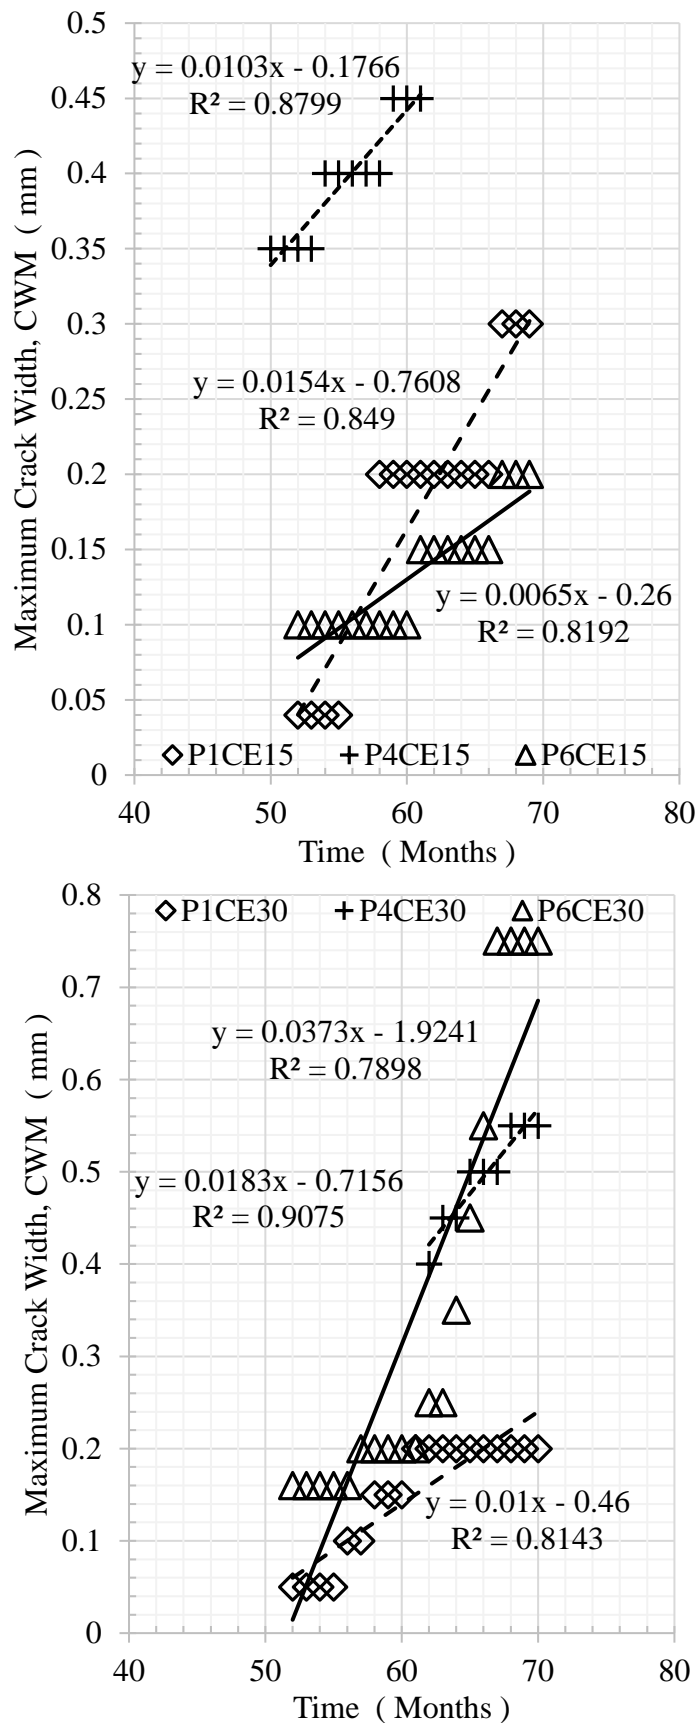 0.5
y = 0.0103x - 0.1766
R² = 0.8799
0.45
0.4
0.35
0.3
y = 0.0154x - 0.7608
R² = 0.849
0.25
0.2
0.15
y = 0.0065x - 0.26
R² = 0.8192
0.1
0.05
P1CE15 P4CE15 P6CE15
0
40 50 60 70 80
Time ( Months )
Maximum Crack Width, CWM ( mm )
0.8
P1CE30 P4CE30 P6CE30
0.7
y = 0.0373x - 1.9241
R² = 0.7898
0.6
0.5
y = 0.0183x - 0.7156
R² = 0.9075
0.4
0.3
0.2
y = 0.01x - 0.46
R² = 0.8143
0.1
0
40 50 60 70 80
Time ( Months )
Maximum Crack Width, CWM ( mm )